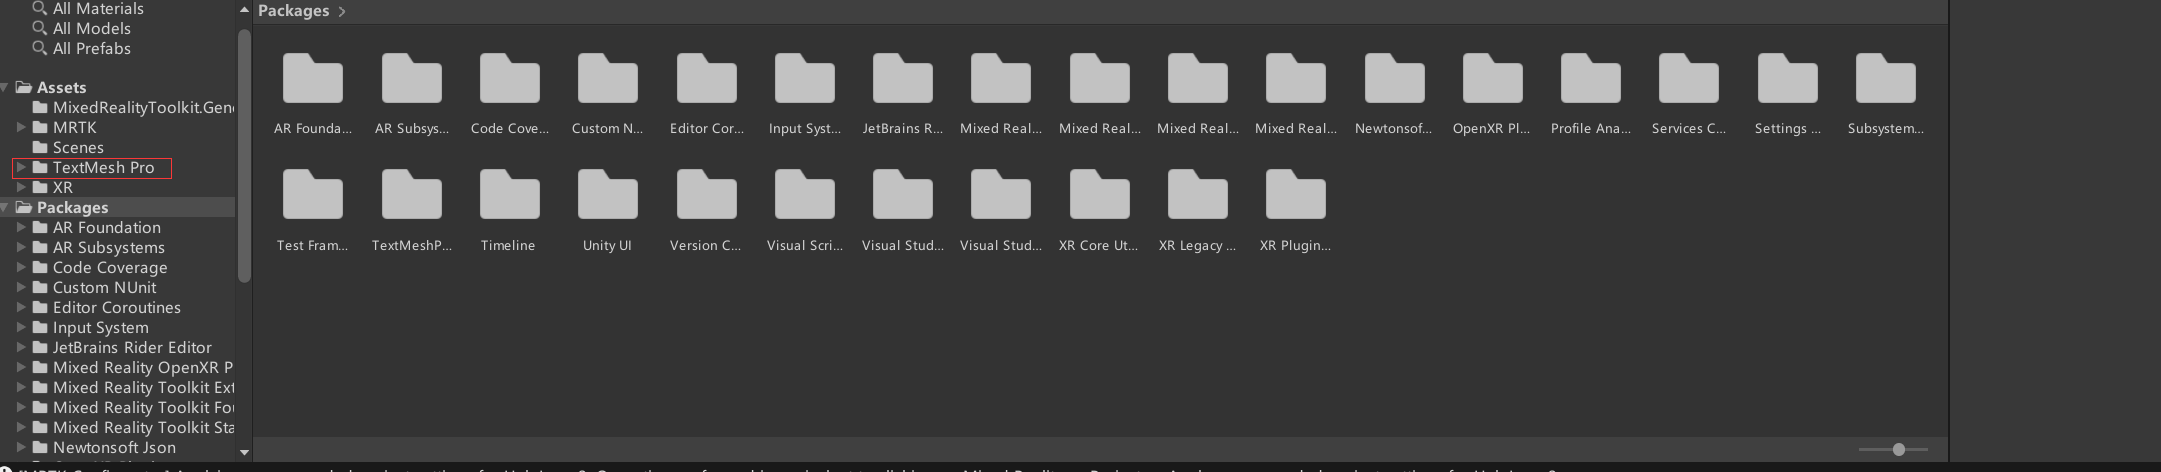 All Materials
All Models
All Prefabs
Assets
MixedRealityToolkit.Gene
MRTK
Scenes
TextMesh Pro
XR
Packages
AR Foundation
AR Subsystems
Code Coverage
Custom NUnit
Editor Coroutines
Input System
JetBrains Rider Editor
Mixed Reality OpenXR P
Mixed Reality Toolkit Ext
Mixed Reality Toolkit Fou
Mixed Reality Toolkit Sta
Newtonsoft Json
Packages
AR Founda... AR Subsys... Code Cove... Custom N... Editor Cor... Input Syst... JetBrains R... Mixed Real... Mixed Real... Mixed Real... Mixed Real... Newtonsof... OpenXR Pl... Profile Ana... Services C... Settings ... Subsystem...
Test Fram... TextMeshP... Timeline Unity UI Version C... Visual Scri... Visual Stud... Visual Stud... XR Core Ut... XR Legacy ... XR Plugin...